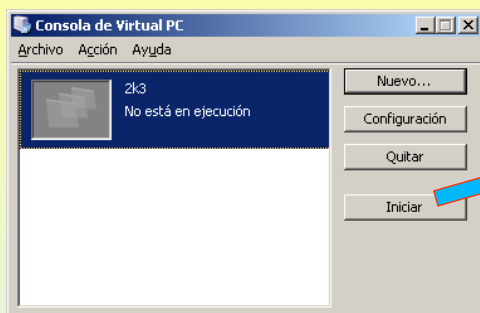 Consola de Virtual PC
Archivo Acción Ayuda
2k3
No está en ejecución
Nuevo...
Configuración
Quitar
Iniciar